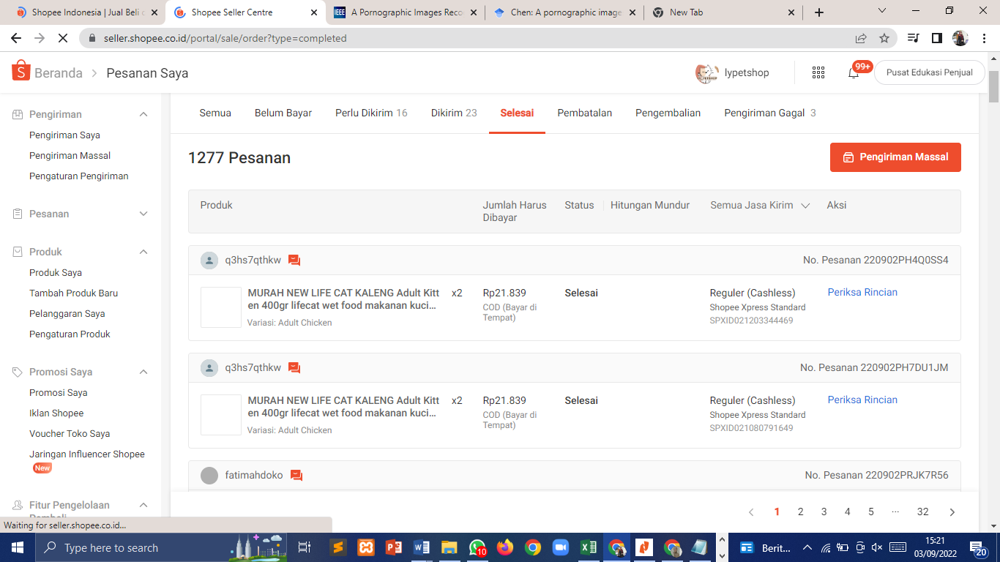 Shopee Indonesia | Jual Beli
Shopee Seller Centre
IEEE
A Pornographic Images Reco
Chen: A pornographic image
New Tab
seller.shopee.co.id/portal/sale/order?type=completed
S Beranda > Pesanan Saya
lypetshop
99+
Pusat Edukasi Penjual
Pengiriman
Pengiriman Saya
Pengiriman Massal
Pengaturan Pengiriman
Pesanan
Produk
Produk Saya
Tambah Produk Baru
Pelanggaran Saya
Pengaturan Produk
Promosi Saya
Promosi Saya
Iklan Shopee
Voucher Toko Saya
Jaringan Influencer Shopee
New
Fitur Pengelolaan
Semua
Belum Bayar
Perlu Dikirim 16
Dikirim 23
Selesai
Pembatalan
Pengembalian
Pengiriman Gagal 3
1277 Pesanan
Pengiriman Massal
Produk
Jumlah Harus
Dibayar
Status
Hitungan Mundur
Semua Jasa Kirim
Aksi
q3hs7qthkw
No. Pesanan 220902PH4Q0SS4
MURAH NEW LIFE CAT KALENG Adult Kitt
en 400gr lifecat wet food makanan kuci...
Variasi: Adult Chicken
x2
Rp21.839
COD (Bayar di
Tempat)
Selesai
Reguler (Cashless)
Shopee Xpress Standard
SPXID021203344469
Periksa Rincian
q3hs7qthkw
No. Pesanan 220902PH7DU1JM
MURAH NEW LIFE CAT KALENG Adult Kitt
en 400gr lifecat wet food makanan kuci...
Variasi: Adult Chicken
x2
Rp21.839
COD (Bayar di
Tempat)
Selesai
Reguler (Cashless)
Shopee Xpress Standard
SPXID021080791649
Periksa Rincian
fatimahdoko
No. Pesanan 220902PRJK7R56
1 2 3 4 5 ... 32
Waiting for seller.shopee.co.id...
Type here to search
10
Berit...
15:21
03/09/2022
20